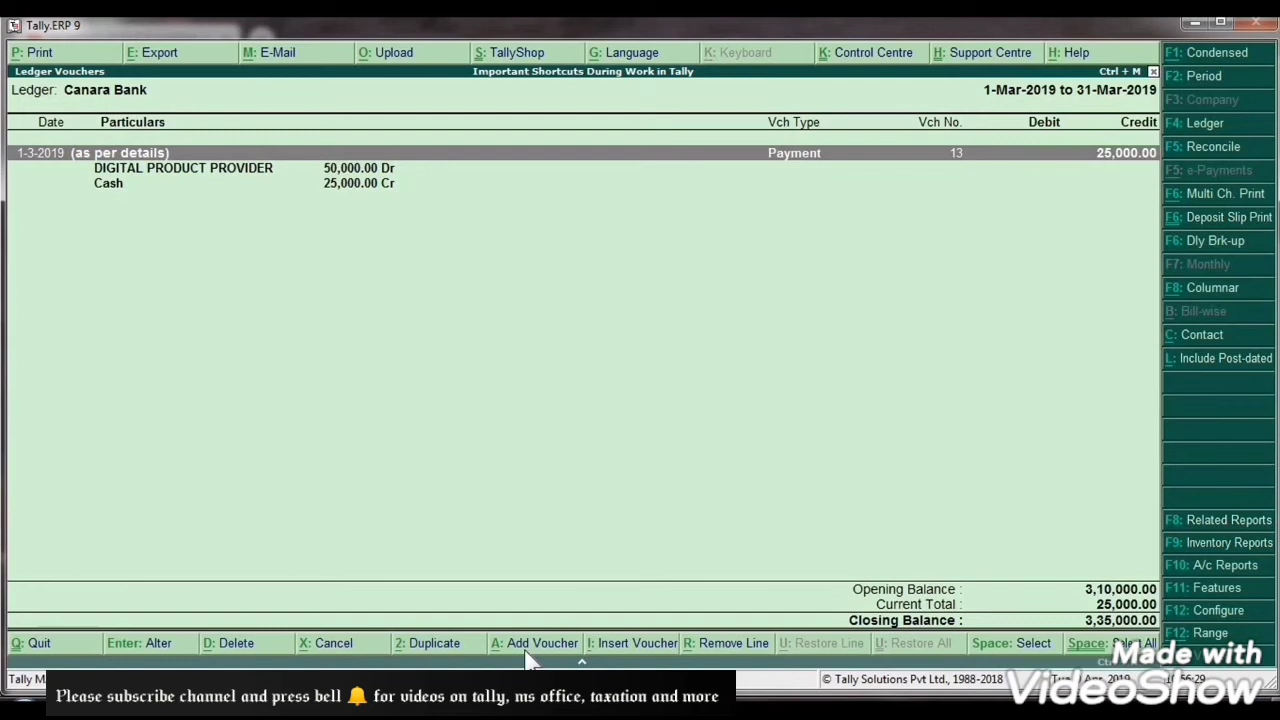 Tally.ERP 9
P: Print E: Export M: E-Mail O: Upload S: TallyShop G: Language K: Keyboard K: Control Centre H: Support Centre H: Help
Ledger Vouchers Important Shortcuts During Work in Tally Ctrl + M
Ledger: Canara Bank 1-Mar-2019 to 31-Mar-2019
Date Particulars Vch Type Vch No. Debit Credit
1-3-2019 (as per details) Payment 13 25,000.00
DIGITAL PRODUCT PROVIDER 50,000.00 Dr
Cash 25,000.00 Cr
Opening Balance : 3,10,000.00
Current Total : 25,000.00
Closing Balance : 3,35,000.00
F1: Condensed
F2: Period
F3: Company
F4: Ledger
F5: Reconcile
F5: e-Payments
F6: Multi Ch. Print
F6: Deposit Slip Print
F6: Dly Brk-up
F7: Monthly
F8: Columnar
B: Bill-wise
C: Contact
L: Include Post-dated
F8: Related Reports
F9: Inventory Reports
F10: A/c Reports
F11: Features
F12: Configure
F12: Range
Q: Quit Enter: Alter D: Delete X: Cancel 2: Duplicate A: Add Voucher I: Insert Voucher R: Remove Line U: Restore Line U: Restore All Space: Select Space: All
Tally © Tally Solutions Pvt Ltd., 1988-2018 Apr, 2019 :56:29
Made with
VideoShow
Please subscribe channel and press bell 🔔 for videos on tally, ms office, taxation and more